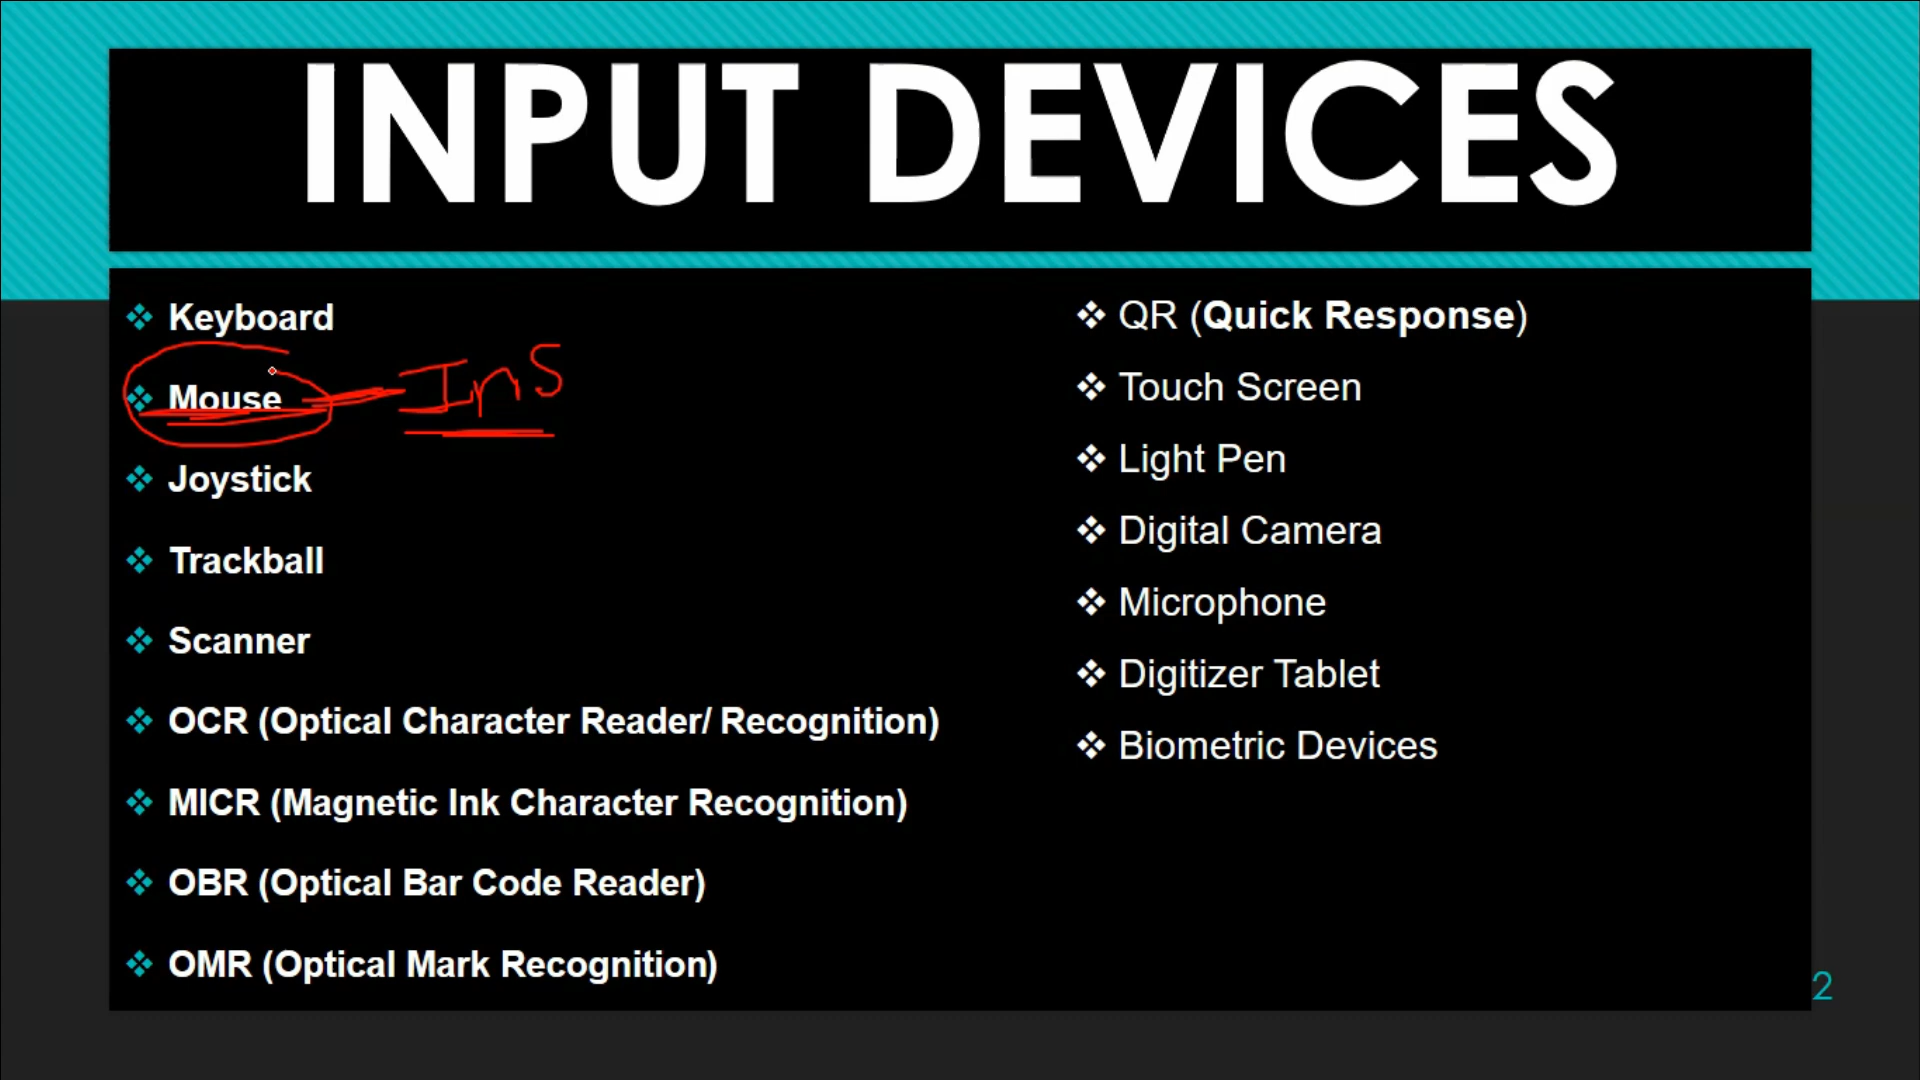 INPUT DEVICES
Keyboard
Mouse
Joystick
Trackball
Scanner
OCR (Optical Character Reader/ Recognition)
MICR (Magnetic Ink Character Recognition)
OBR (Optical Bar Code Reader)
OMR (Optical Mark Recognition)
QR (Quick Response)
Touch Screen
Light Pen
Digital Camera
Microphone
Digitizer Tablet
Biometric Devices
2